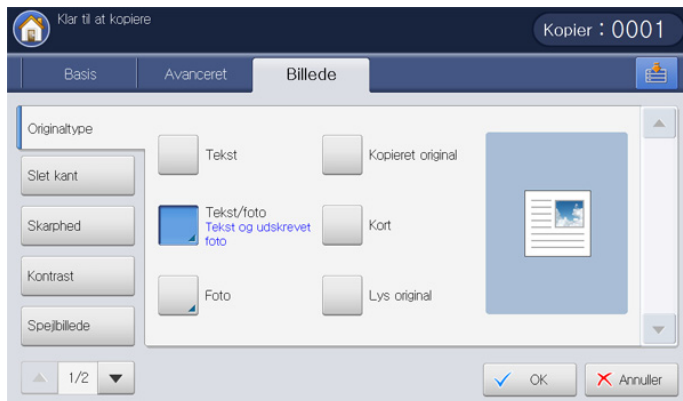 Klar til at kopiere
Kopier : 0001
Basis
Avanceret
Billede
Originaltype
Slet kant
Skarphed
Kontrast
Spejlbillede
1/2
Tekst
Kopieret original
Tekst/foto
Tekst og udskrevet
foto
Kort
Foto
Lys original
OK
Annuller